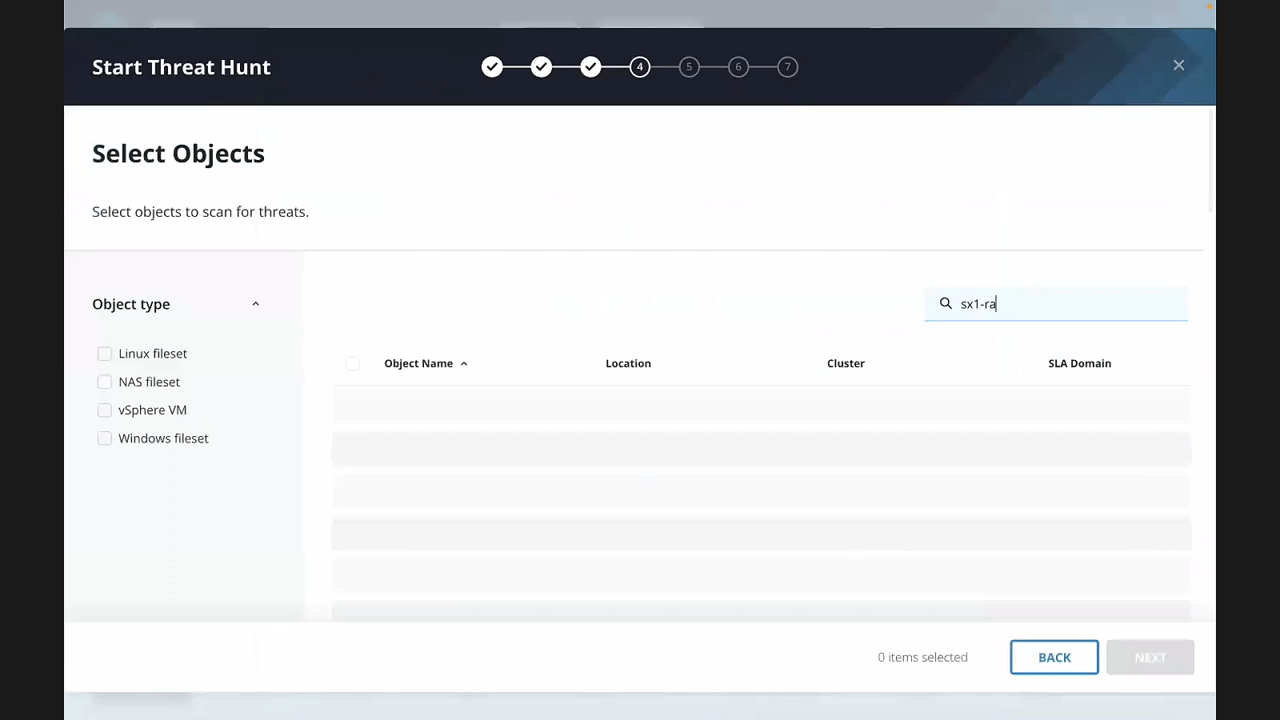 Start Threat Hunt
4 5 6 7
Select Objects
Select objects to scan for threats.
Object type
sx1-ra
Object Name Location Cluster SLA Domain
Linux fileset
NAS fileset
vSphere VM
Windows fileset
0 items selected BACK NEXT